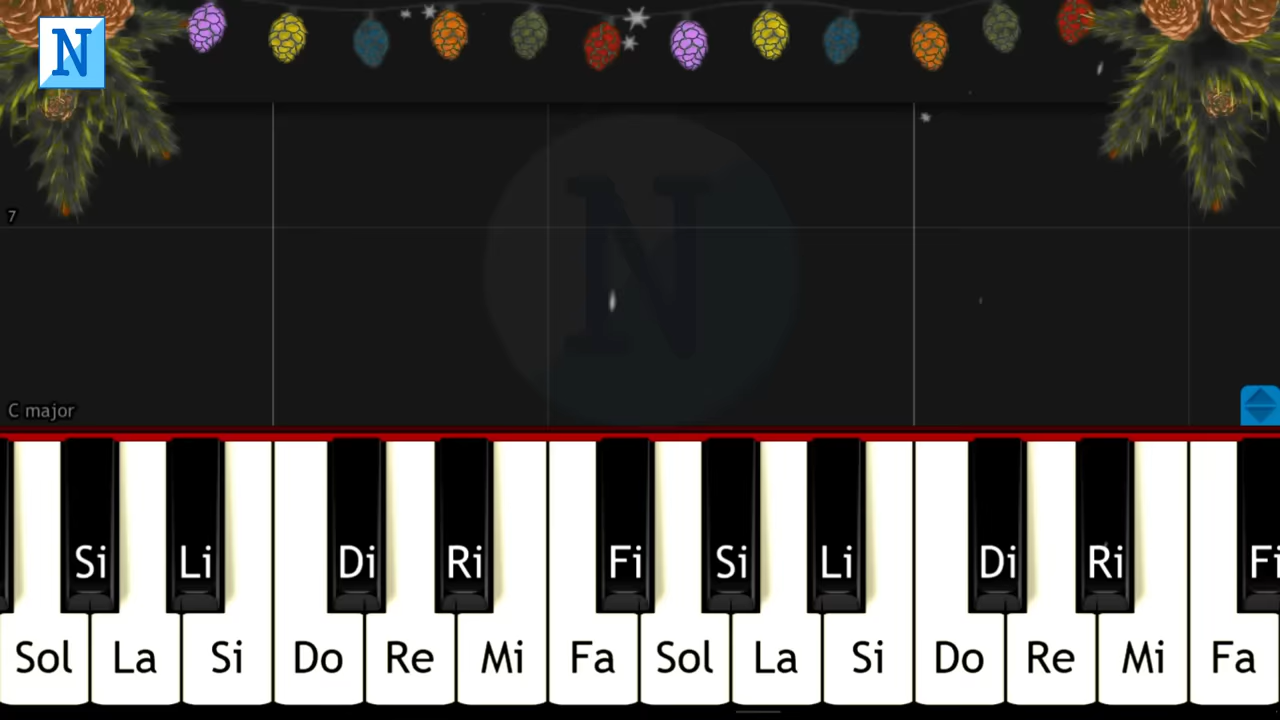 N
N
7
C major
Si Li Di Ri Fi Si Li Di Ri Fi
Sol La Si Do Re Mi Fa Sol La Si Do Re Mi Fa